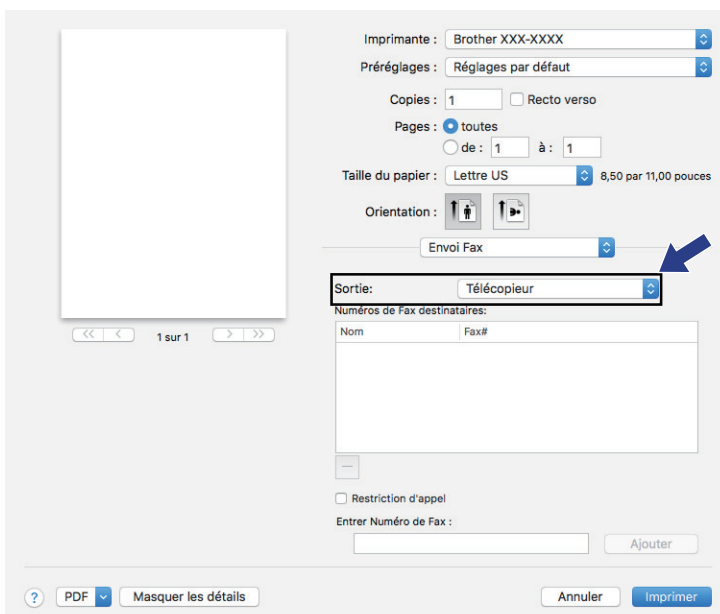 Imprimante : Brother XXX-XXXX
Préréglages : Réglages par défaut
Copies : 1 Recto verso
Pages : toutes
de : 1 à : 1
Taille du papier : Lettre US 8,50 par 11,00 pouces
Orientation :
Envoi Fax
Sortie: Télécopieur
Numéros de Fax destinataires:
Nom Fax#
<< < 1 sur 1 > >>
Restriction d'appel
Entrer Numéro de Fax :
Ajouter
? PDF Masquer les détails Annuler Imprimer